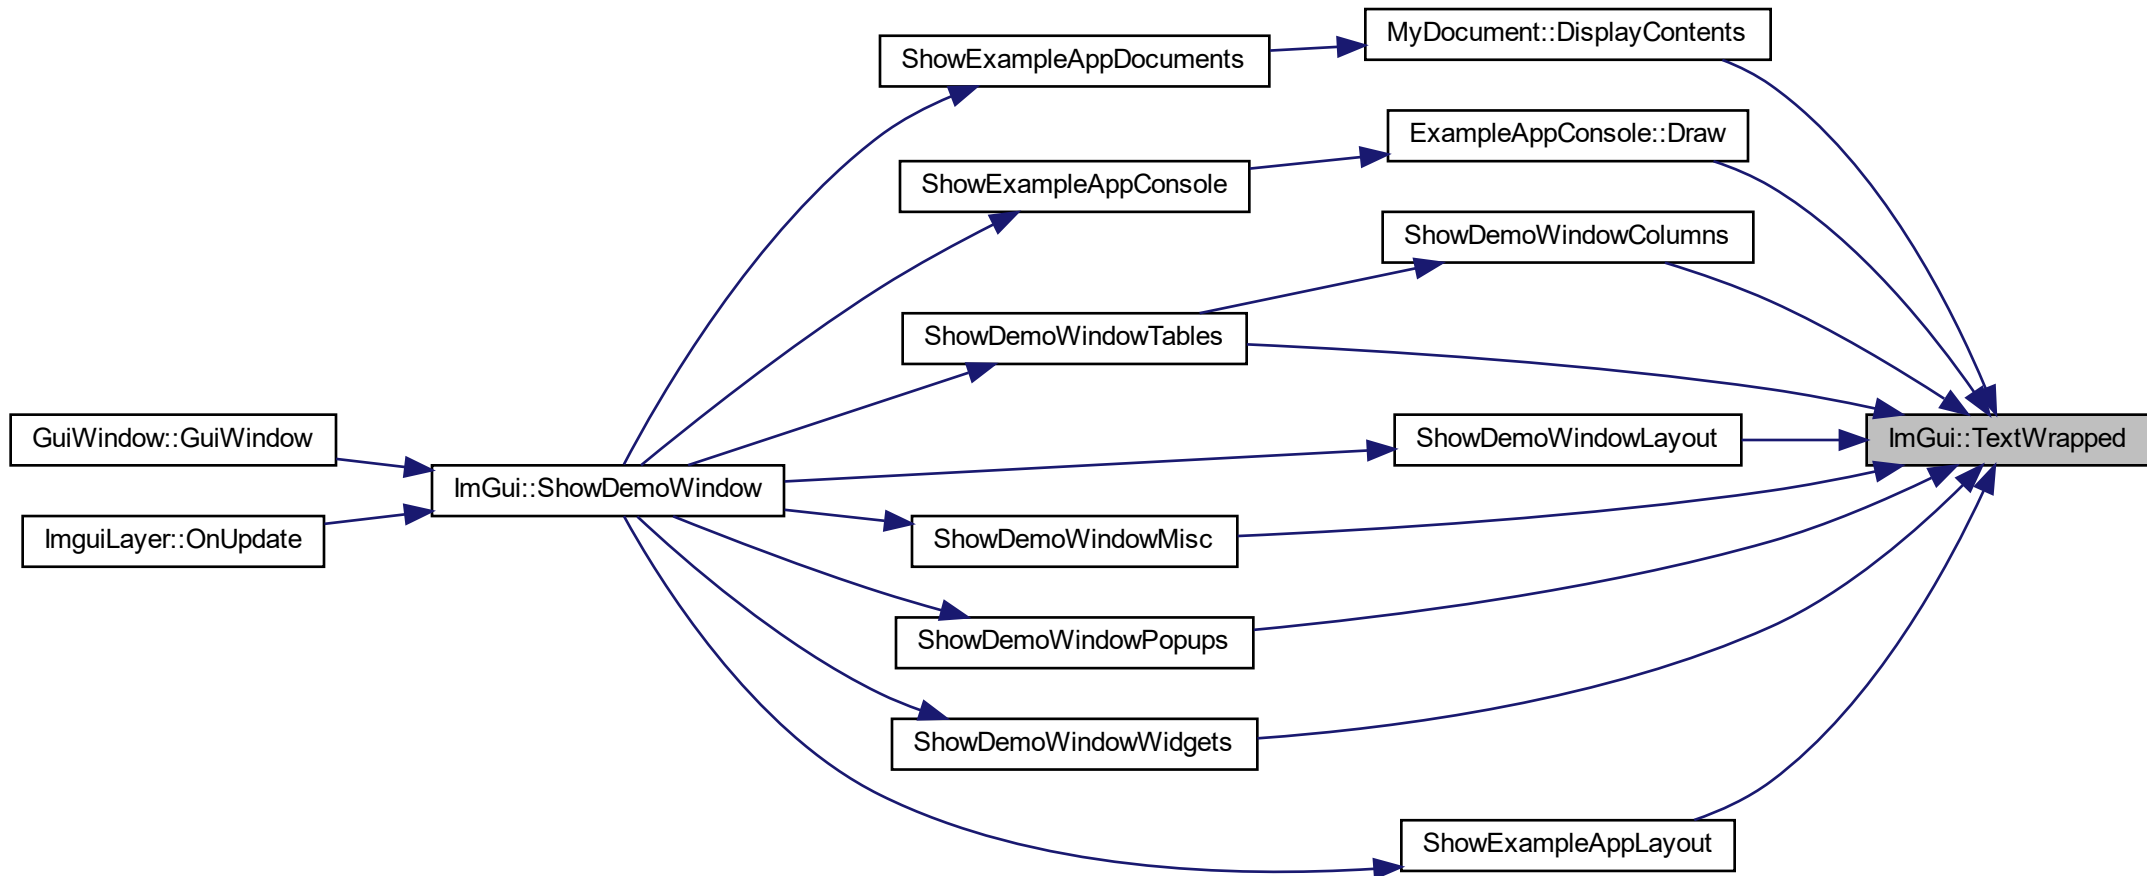 MyDocument::DisplayContents
ShowExampleAppDocuments
ExampleAppConsole::Draw
ShowExampleAppConsole
ShowDemoWindowColumns
ShowDemoWindowTables
GuiWindow::GuiWindow
ShowDemoWindowLayout
ImGui::TextWrapped
ImGui::ShowDemoWindow
ImguiLayer::OnUpdate
ShowDemoWindowMisc
ShowDemoWindowPopups
ShowDemoWindowWidgets
ShowExampleAppLayout